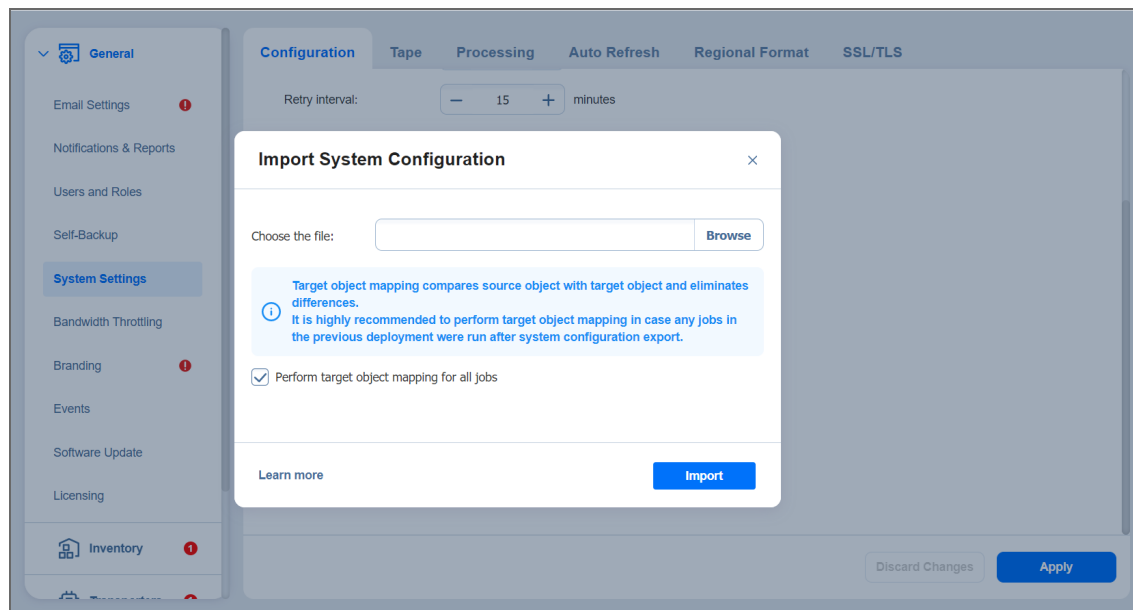 General
Email Settings
Notifications & Reports
Users and Roles
Self-Backup
System Settings
Bandwidth Throttling
Branding
Events
Software Update
Licensing
Inventory 1
Configuration Tape Processing Auto Refresh Regional Format SSL/TLS
Retry interval: – 15 + minutes
Import System Configuration
Choose the file: Browse
Target object mapping compares source object with target object and eliminates
differences.
It is highly recommended to perform target object mapping in case any jobs in
the previous deployment were run after system configuration export.
Perform target object mapping for all jobs
Learn more Import
Discard Changes Apply